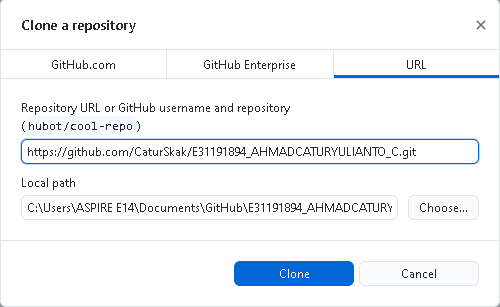 Clone a repository
GitHub.com GitHub Enterprise URL
Repository URL or GitHub username and repository
(hubot/cool-repo)
https://github.com/CaturSkak/E31191894_AHMADCATURYULIANTO_C.git
Local path
C:\Users\ASPIRE E14\Documents\GitHub\E31191894_AHMADCATURY Choose...
Clone Cancel